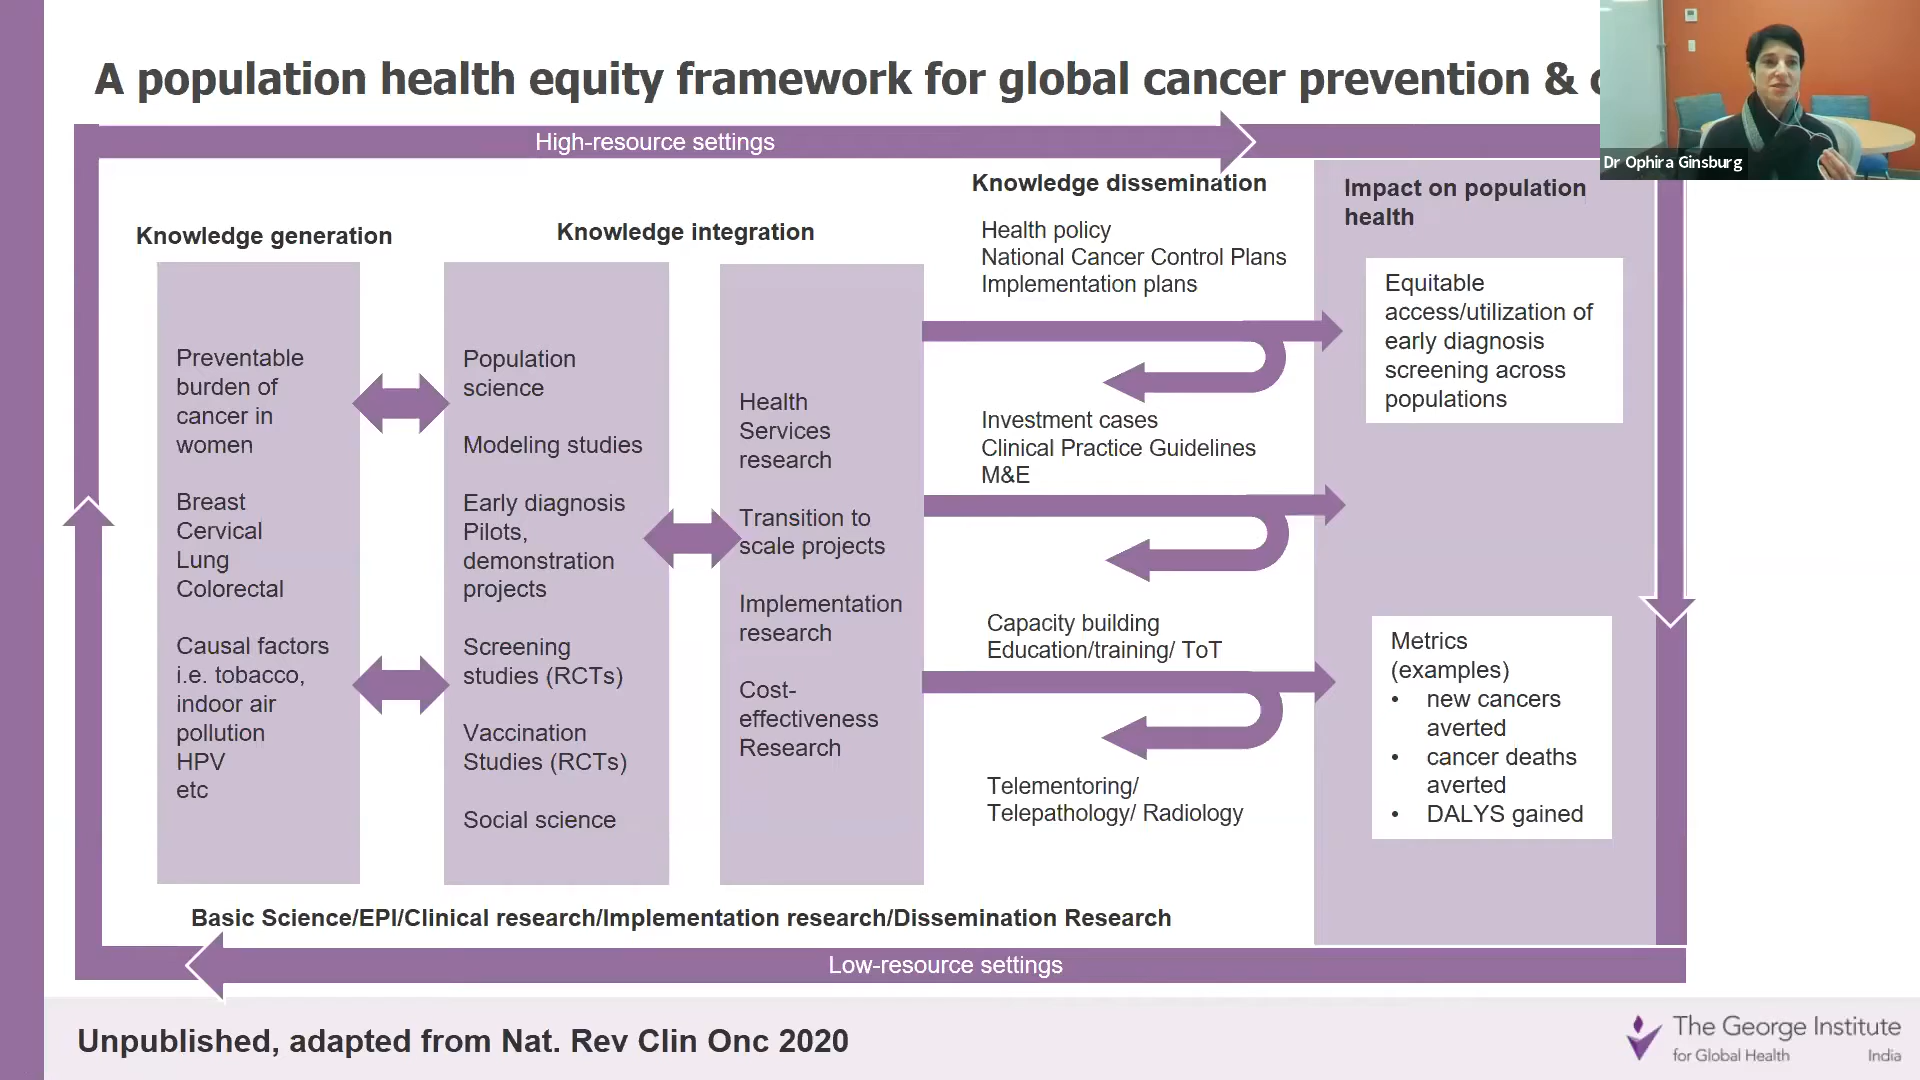 A population health equity framework for global cancer prevention &
Dr Ophira Ginsburg
High-resource settings
Knowledge generation
Preventable
burden of
cancer in
women
Breast
Cervical
Lung
Colorectal
Causal factors
i.e. tobacco,
indoor air
pollution
HPV
etc
Knowledge integration
Population
science
Modeling studies
Early diagnosis
Pilots,
demonstration
projects
Screening
studies (RCTs)
Vaccination
Studies (RCTs)
Social science
Health
Services
research
Transition to
scale projects
Implementation
research
Cost-
effectiveness
Research
Knowledge dissemination
Health policy
National Cancer Control Plans
Implementation plans
Investment cases
Clinical Practice Guidelines
M&E
Capacity building
Education/training/ ToT
Telementoring/
Telepathology/ Radiology
Impact on population
health
Equitable
access/utilization of
early diagnosis
screening across
populations
Metrics
(examples)
• new cancers
averted
• cancer deaths
averted
• DALYS gained
Basic Science/EPI/Clinical research/Implementation research/Dissemination Research
Low-resource settings
Unpublished, adapted from Nat. Rev Clin Onc 2020
The George Institute
for Global Health India